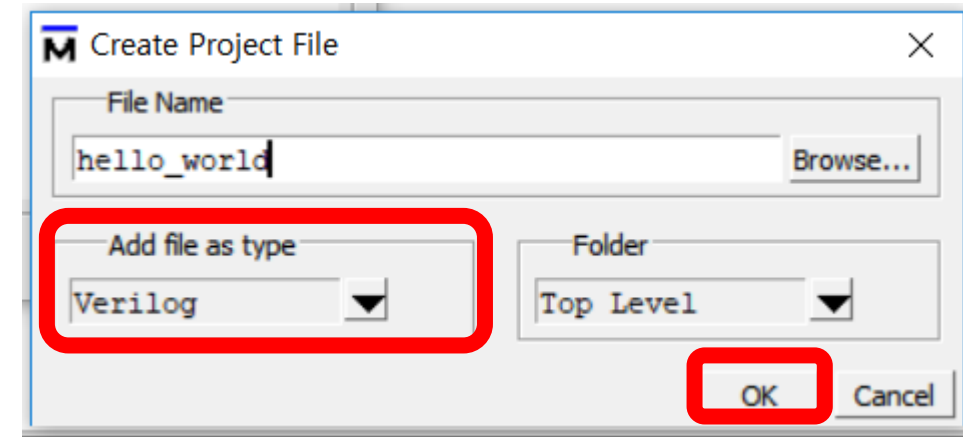 Create Project File
File Name
hello_world
Browse...
Add file as type
Folder
Verilog
Top Level
OK
Cancel